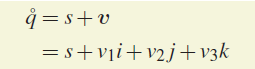 q̊ = s + v
= s + v₁i + v₂j + v₃k